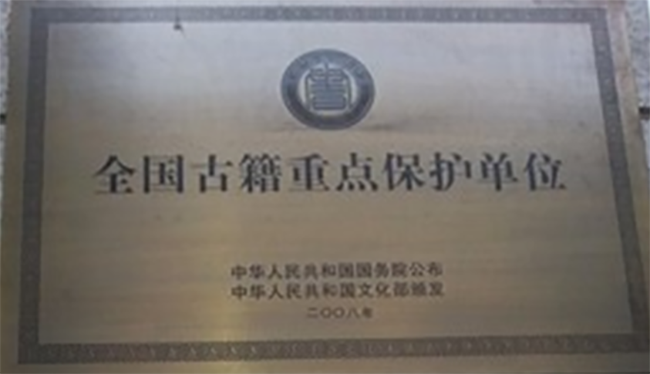 全国古籍重点保护单位
中华人民共和国国务院公布
中华人民共和国文化部颁发
二〇〇八年